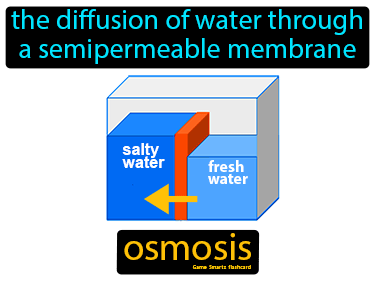 the diffusion of water through
a semipermeable membrane
salty
water
fresh
water
osmosis
Game Smarts flashcard